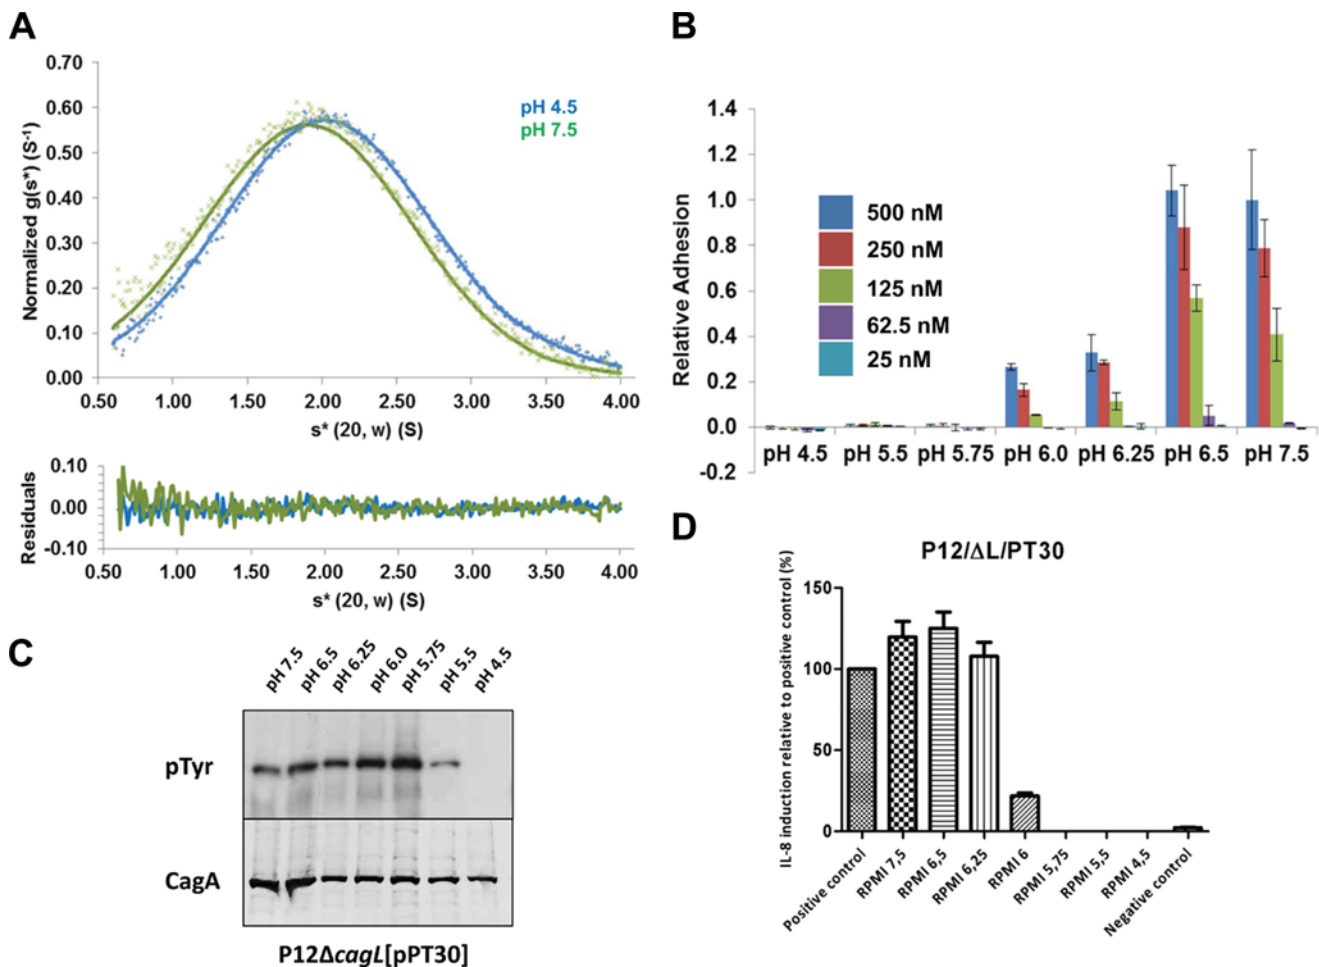 A
0.70
0.60
0.50
0.40
0.30
0.20
0.10
0.00
Normalized g(s*) (S-1)
pH 4.5
pH 7.5
0.50 1.00 1.50 2.00 2.50 3.00 3.50 4.00
s* (20, w) (S)
0.10
0.00
-0.10
Residuals
0.50 1.00 1.50 2.00 2.50 3.00 3.50 4.00
s* (20, w) (S)
B
1.4
1.2
1.0
0.8
0.6
0.4
0.2
0.0
-0.2
Relative Adhesion
500 nM
250 nM
125 nM
62.5 nM
25 nM
pH 4.5 pH 5.5 pH 5.75 pH 6.0 pH 6.25 pH 6.5 pH 7.5
C
pH 7.5
pH 6.5
pH 6.25
pH 6.0
pH 5.75
pH 5.5
pH 4.5
pTyr
CagA
P12ΔcagL[pPT30]
D
P12/ΔL/PT30
IL-8 induction relative to positive control (%)
150
100
50
0
Positive control
RPMI 7,5
RPMI 6,5
RPMI 6,25
RPMI 6
RPMI 5,75
RPMI 5,5
RPMI 4,5
Negative control